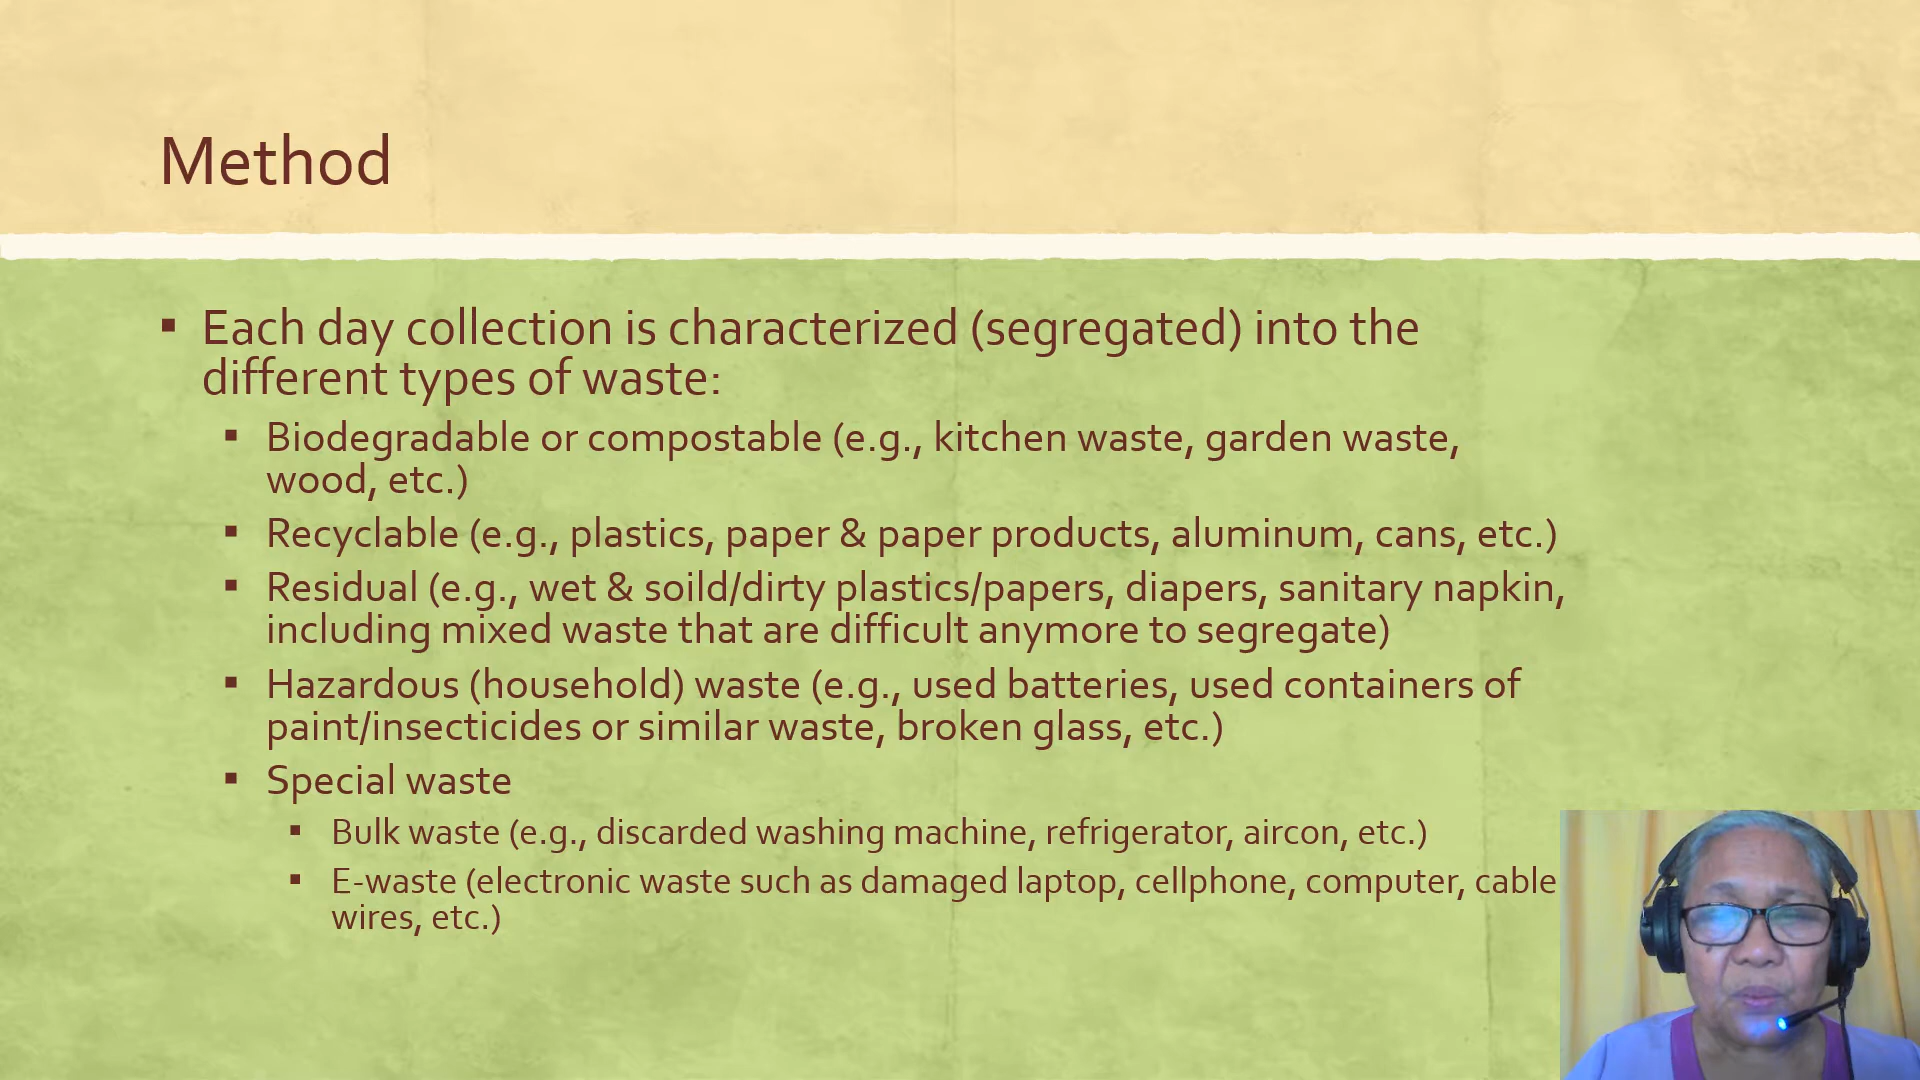 Method
▪ Each day collection is characterized (segregated) into the
different types of waste:
▪ Biodegradable or compostable (e.g., kitchen waste, garden waste,
wood, etc.)
▪ Recyclable (e.g., plastics, paper & paper products, aluminum, cans, etc.)
▪ Residual (e.g., wet & soild/dirty plastics/papers, diapers, sanitary napkin,
including mixed waste that are difficult anymore to segregate)
▪ Hazardous (household) waste (e.g., used batteries, used containers of
paint/insecticides or similar waste, broken glass, etc.)
▪ Special waste
▪ Bulk waste (e.g., discarded washing machine, refrigerator, aircon, etc.)
▪ E-waste (electronic waste such as damaged laptop, cellphone, computer, cable
wires, etc.)